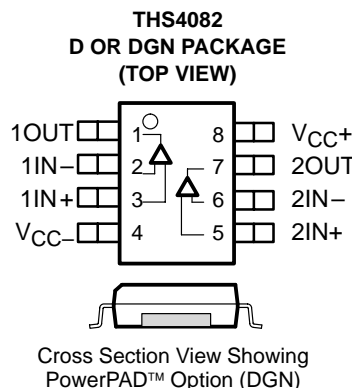 THS4082
D OR DGN PACKAGE
(TOP VIEW)
1OUT 1 8 VCC+
1IN− 2 7 2OUT
1IN+ 3 6 2IN−
VCC− 4 5 2IN+
Cross Section View Showing
PowerPAD™ Option (DGN)